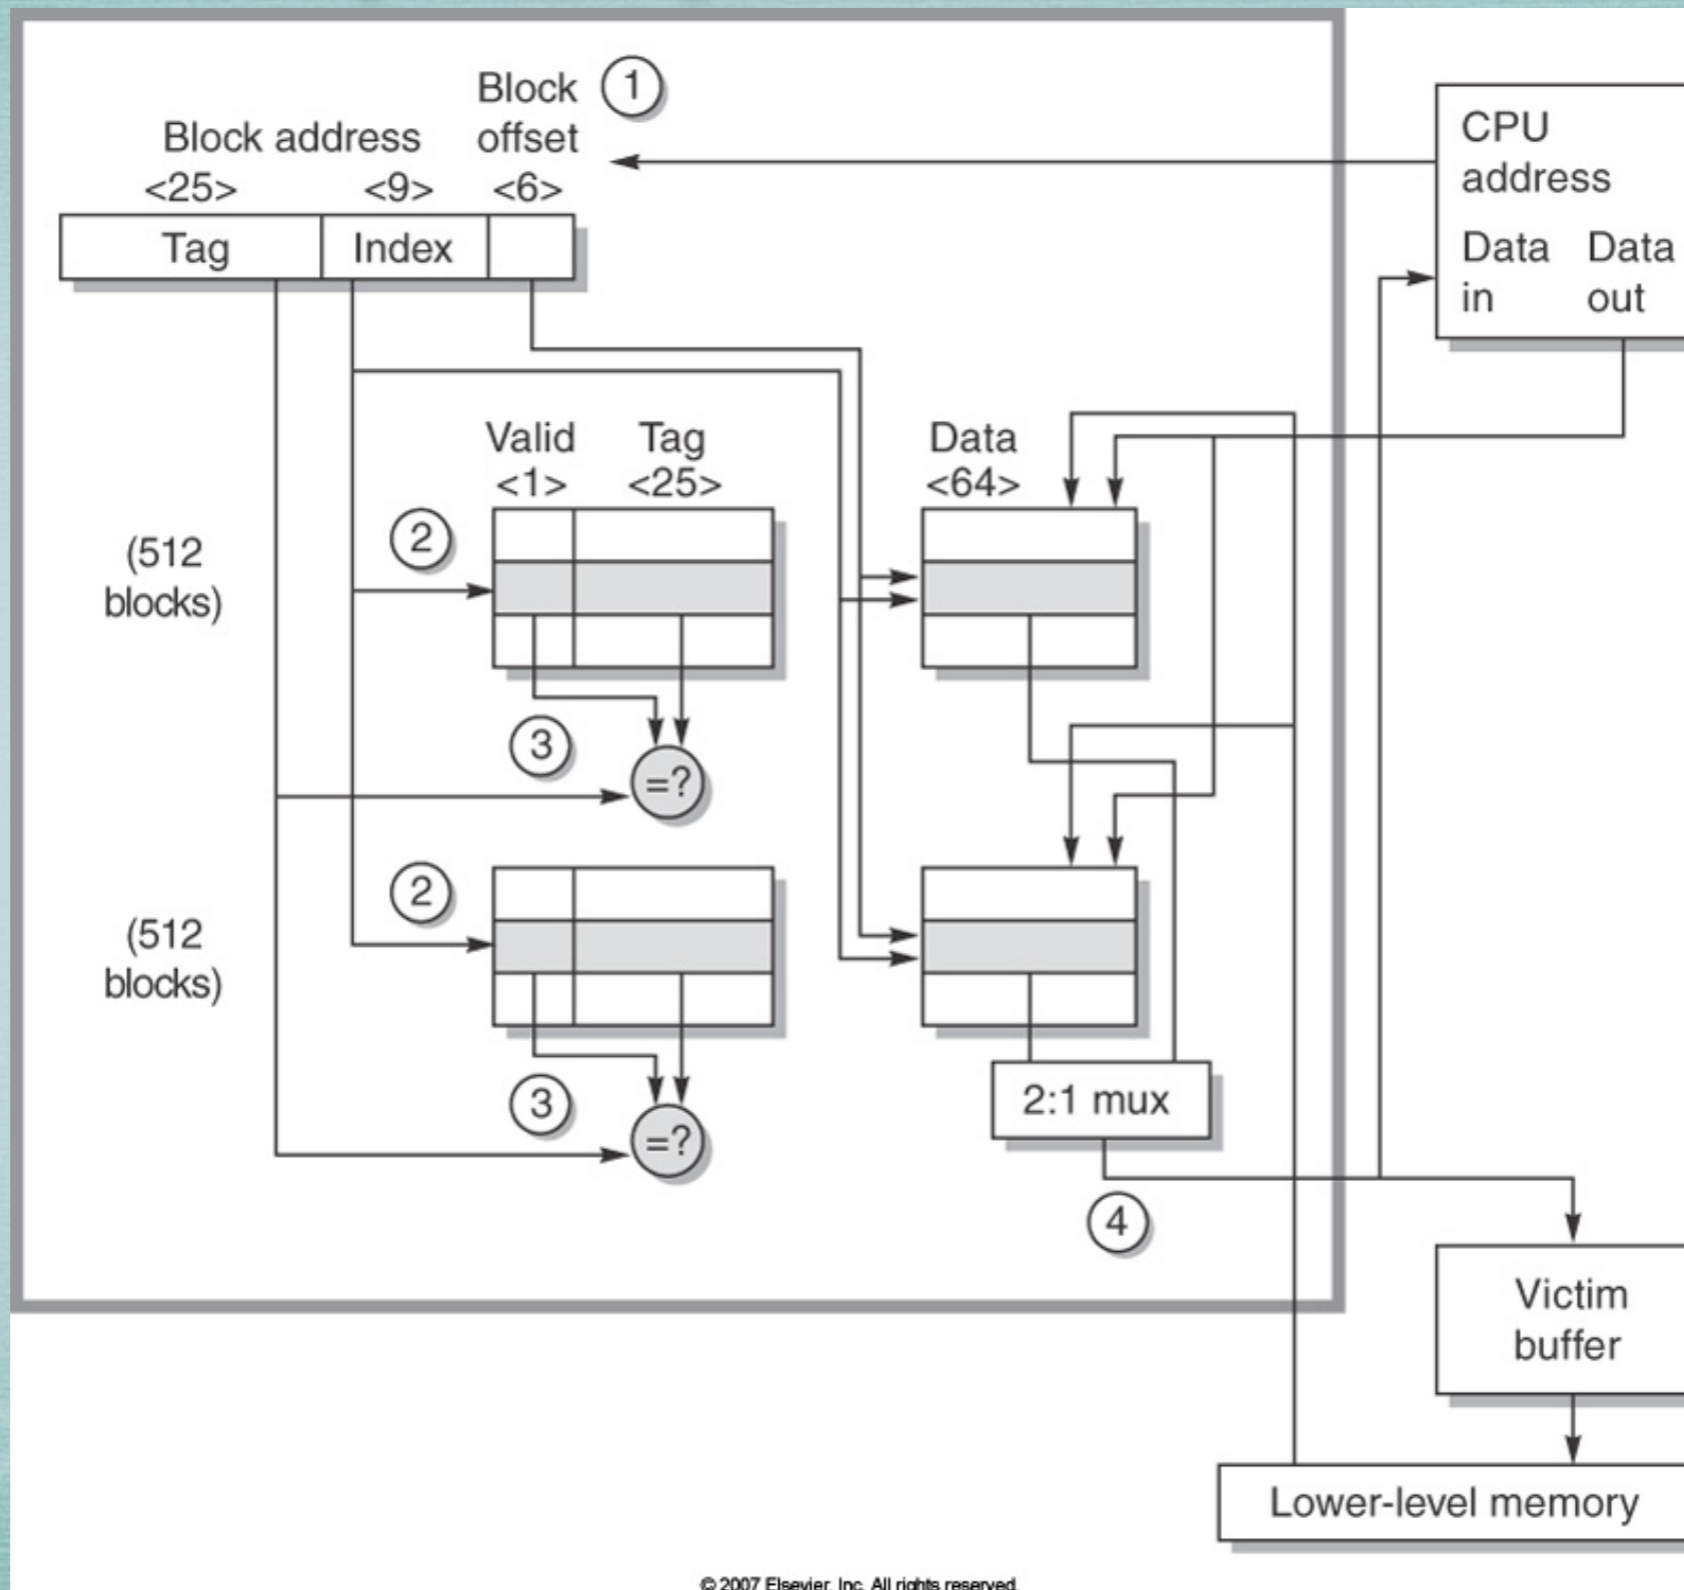 Block
offset
1
Block address
<25>
<9>
<6>
Tag
Index
CPU
address
Data
in
Data
out
Valid
<1>
Tag
<25>
Data
<64>
(512
blocks)
2
3
=?
(512
blocks)
2
3
=?
2:1 mux
4
Victim
buffer
Lower-level memory
© 2007 Elsevier, Inc. All rights reserved.